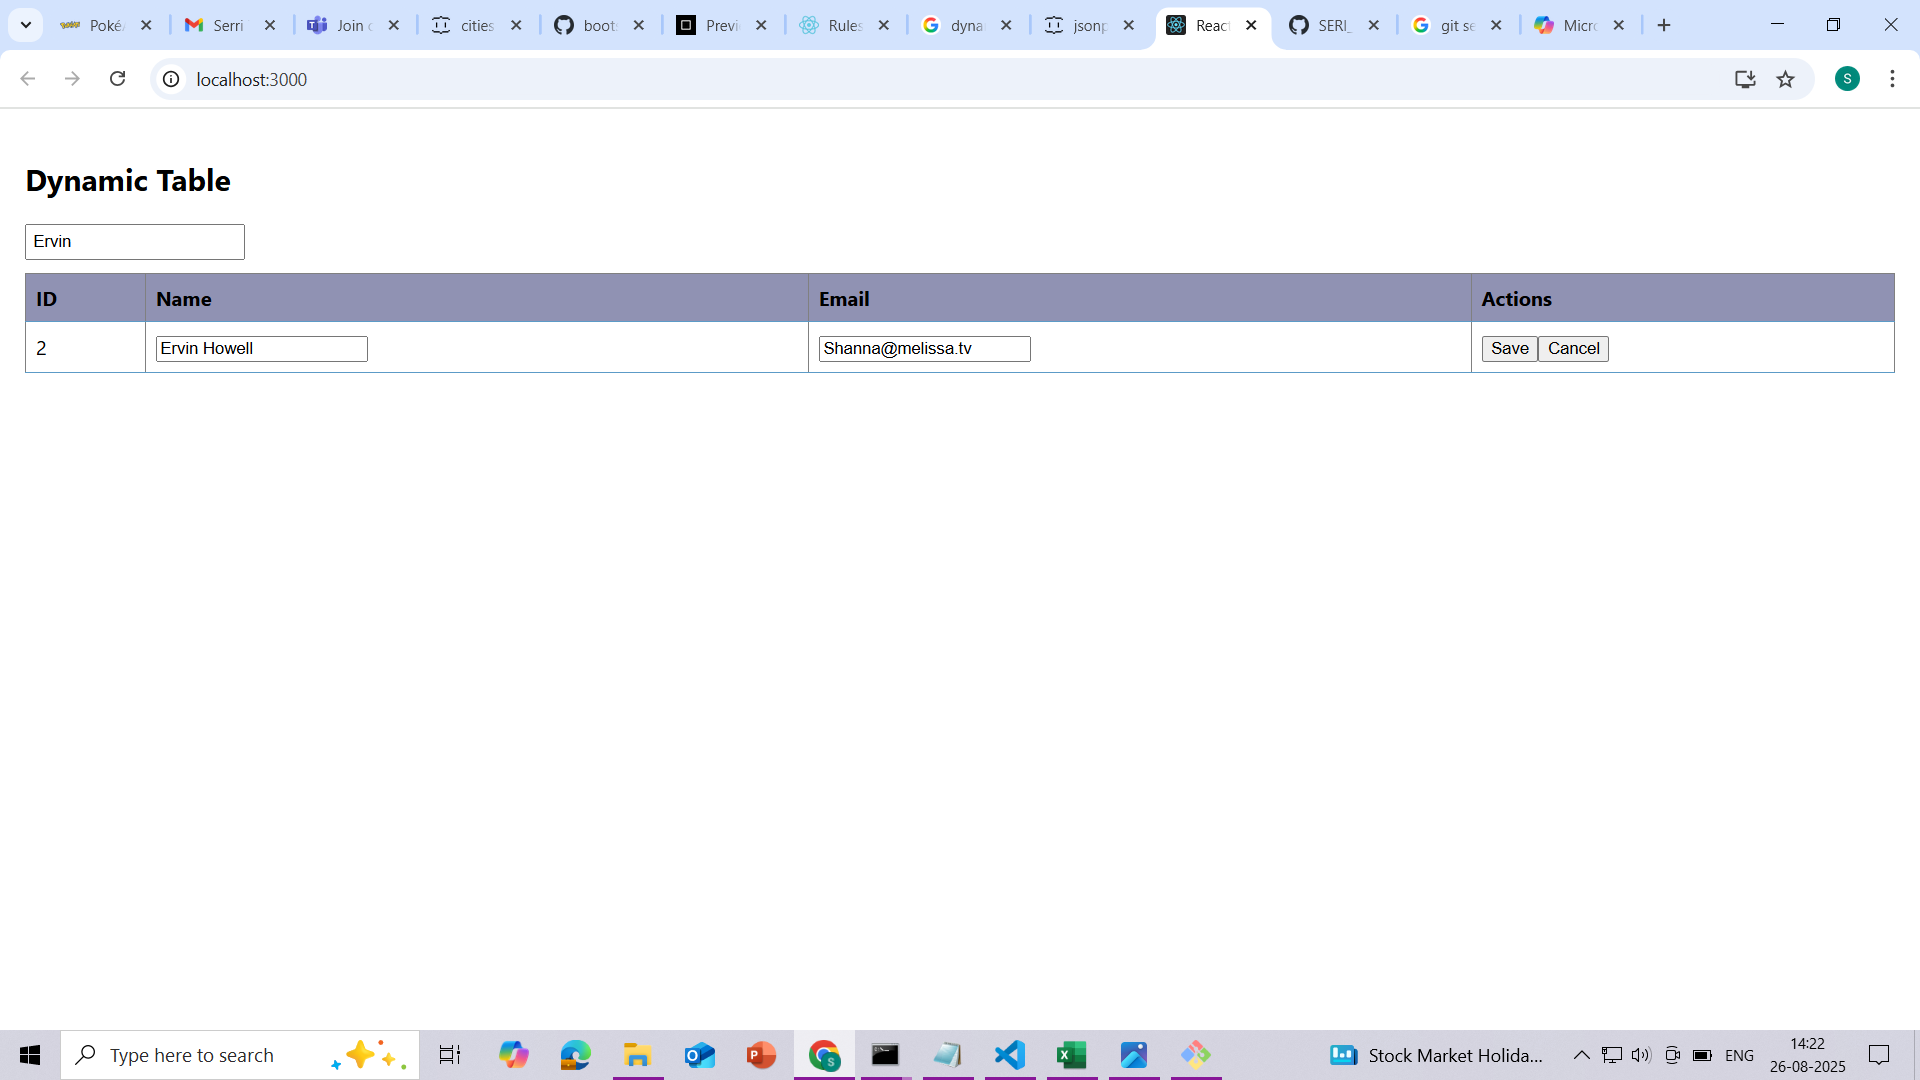 Poké
Serri
Join
cities
boot
Previ
Rules
dyna
jsonp
React
SERI_
git se
Micr
localhost:3000
S
Dynamic Table
Ervin
ID Name Email Actions
2 Ervin Howell Shanna@melissa.tv Save Cancel
Type here to search
Stock Market Holida...
ENG
14:22
26-08-2025